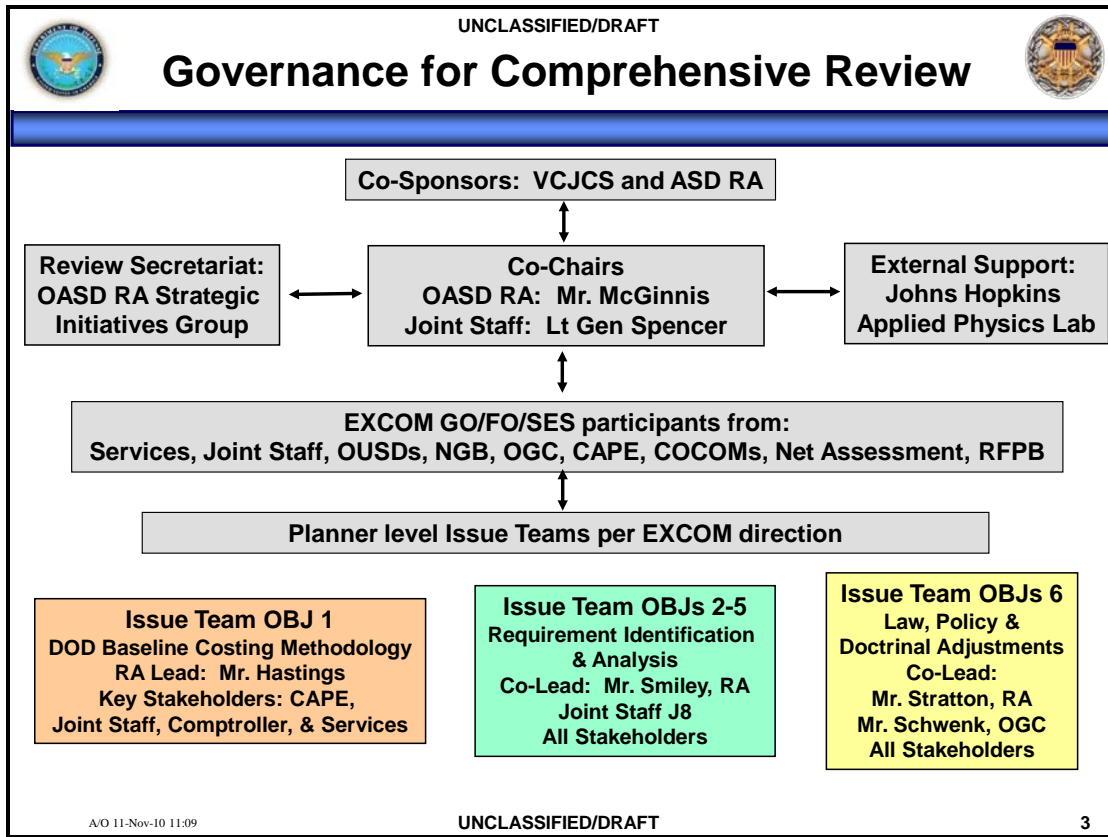 UNCLASSIFIED/DRAFT
Governance for Comprehensive Review
Co-Sponsors: VCJCS and ASD RA
Review Secretariat:
OASD RA Strategic
Initiatives Group
Co-Chairs
OASD RA: Mr. McGinnis
Joint Staff: Lt Gen Spencer
External Support:
Johns Hopkins
Applied Physics Lab
EXCOM GO/FO/SES participants from:
Services, Joint Staff, OUSDs, NGB, OGC, CAPE, COCOMs, Net Assessment, RFPB
Planner level Issue Teams per EXCOM direction
Issue Team OBJ 1
DOD Baseline Costing Methodology
RA Lead: Mr. Hastings
Key Stakeholders: CAPE,
Joint Staff, Comptroller, & Services
Issue Team OBJs 2-5
Requirement Identification
& Analysis
Co-Lead: Mr. Smiley, RA
Joint Staff J8
All Stakeholders
Issue Team OBJs 6
Law, Policy &
Doctrinal Adjustments
Co-Lead:
Mr. Stratton, RA
Mr. Schwenk, OGC
All Stakeholders
A/O 11-Nov-10 11:09
UNCLASSIFIED/DRAFT
3